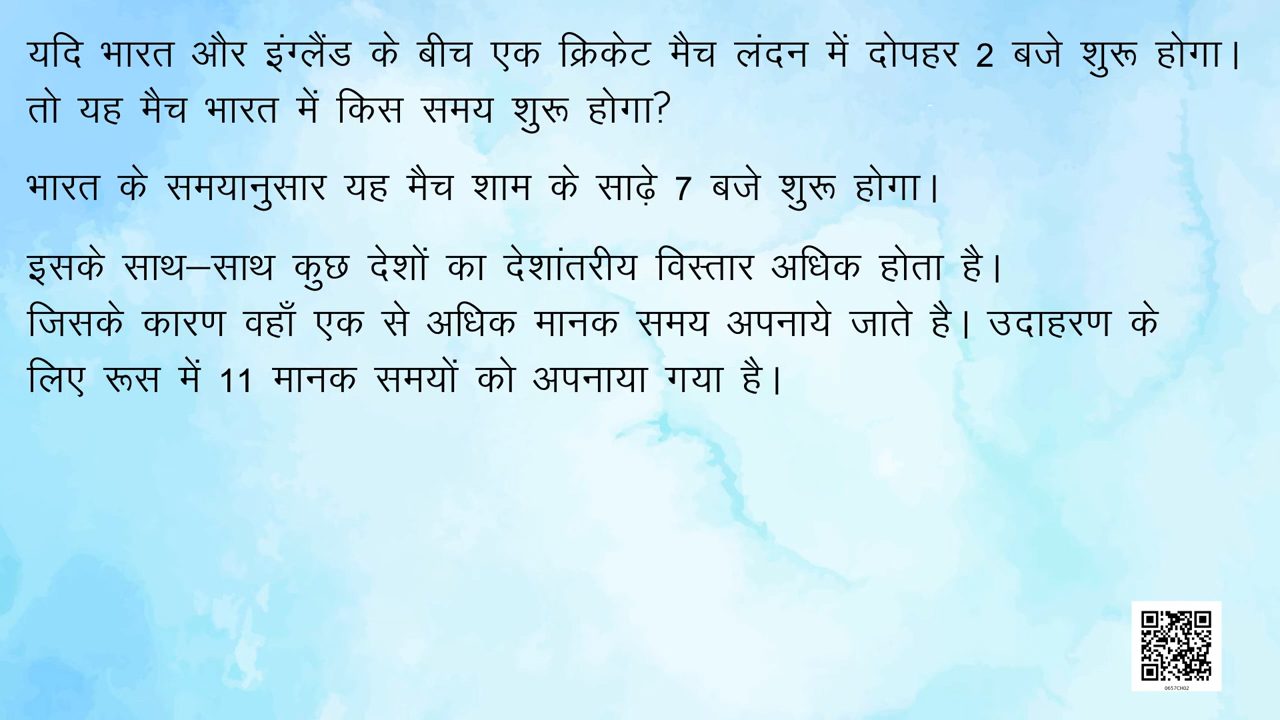 यदि भारत और इंग्लैंड के बीच एक क्रिकेट मैच लंदन में दोपहर 2 बजे शुरू होगा।
तो यह मैच भारत में किस समय शुरू होगा?
भारत के समयानुसार यह मैच शाम के साढ़े 7 बजे शुरू होगा।
इसके साथ–साथ कुछ देशों का देशांतरीय विस्तार अधिक होता है।
जिसके कारण वहाँ एक से अधिक मानक समय अपनाये जाते है। उदाहरण के
लिए रूस में 11 मानक समयों को अपनाया गया है।
0657CH02